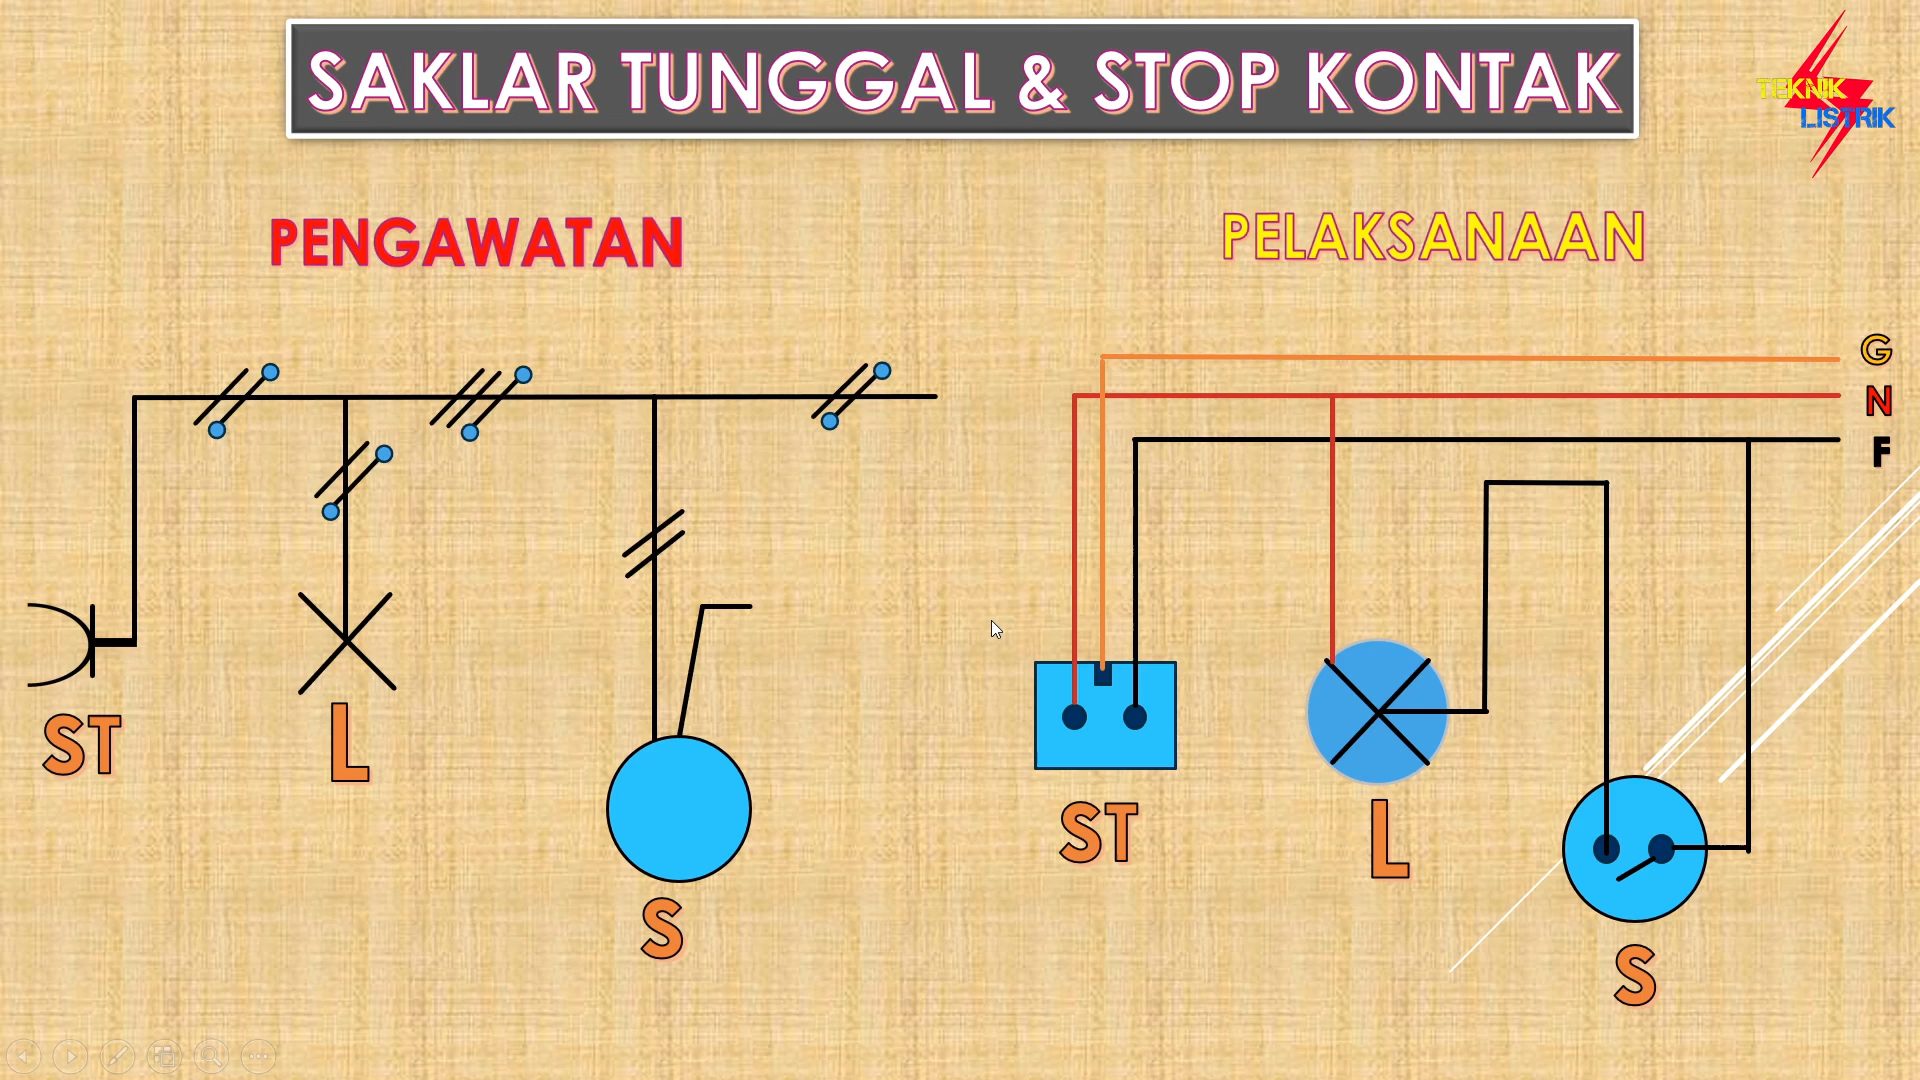 SAKLAR TUNGGAL & STOP KONTAK
TEKNIK
LISTRIK
PENGAWATAN
PELAKSANAAN
G
N
F
ST
L
S
ST
L
S